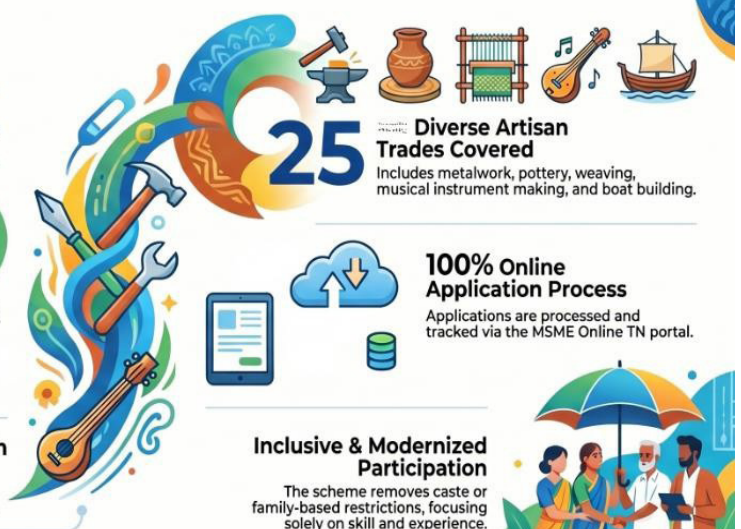 25
Diverse Artisan
Trades Covered
Includes metalwork, pottery, weaving,
musical instrument making, and boat building.
100% Online
Application Process
Applications are processed and
tracked via the MSME Online TN portal.
Inclusive & Modernized
Participation
The scheme removes caste or
family-based restrictions, focusing
solely on skill and experience.